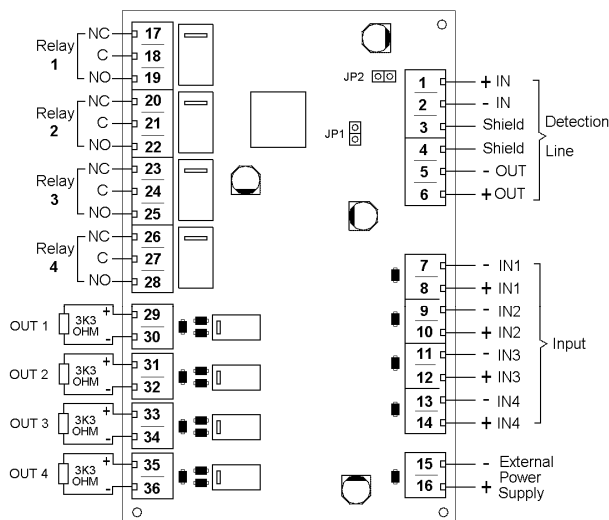 Relay 1
NC 17
C 18
NO 19
Relay 2
NC 20
C 21
NO 22
Relay 3
NC 23
C 24
NO 25
Relay 4
NC 26
C 27
NO 28
OUT 1
3K3 OHM
+ 29
- 30
OUT 2
3K3 OHM
+ 31
- 32
OUT 3
3K3 OHM
+ 33
- 34
OUT 4
3K3 OHM
+ 35
- 36
JP2
JP1
1 + IN
2 - IN
3 Shield
4 Shield
5 - OUT
6 + OUT
Detection Line
7 - IN1
8 + IN1
9 - IN2
10 + IN2
11 - IN3
12 + IN3
13 - IN4
14 + IN4
Input
15 -
16 +
External
Power
Supply